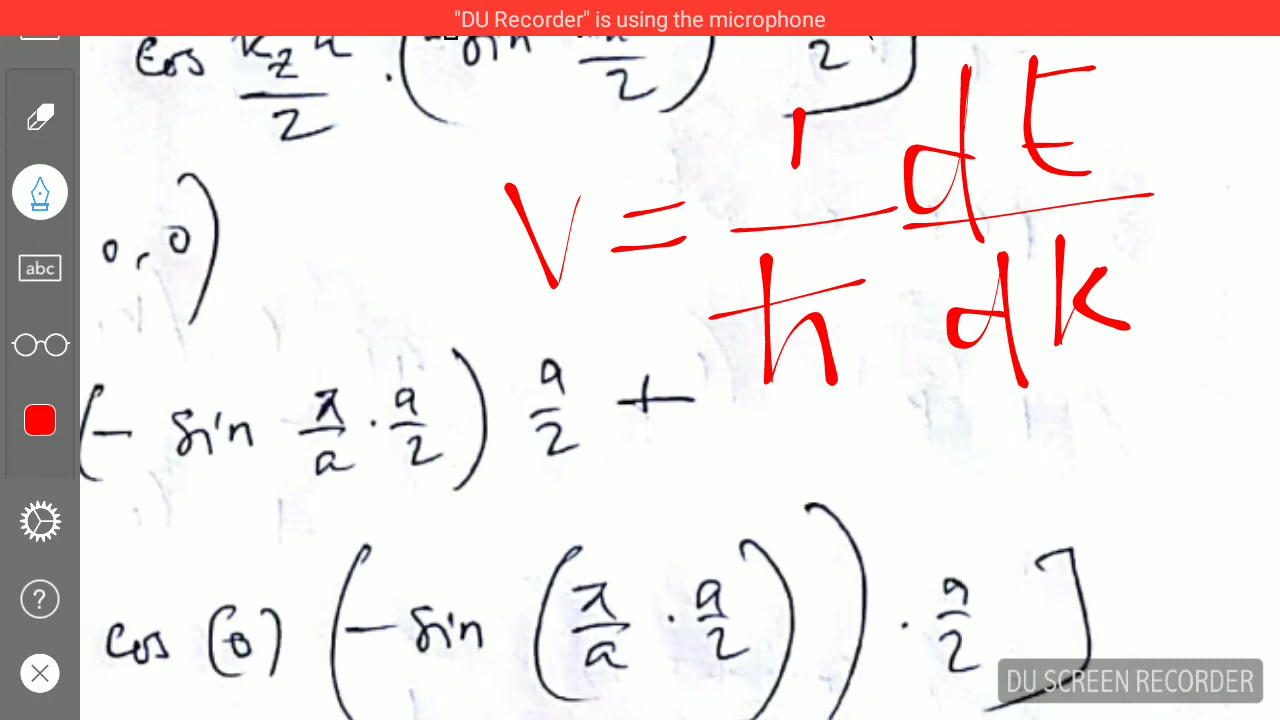 "DU Recorder" is using the microphone
cos k_z a / 2 . (- sin / 2) / 2 ]
V = 1/ħ dE/dk
0, 0)
abc
(- sin π/a · a/2) a/2 +
cos (0) (- sin (π/a · a/2)) · a/2 ]
DU SCREEN RECORDER